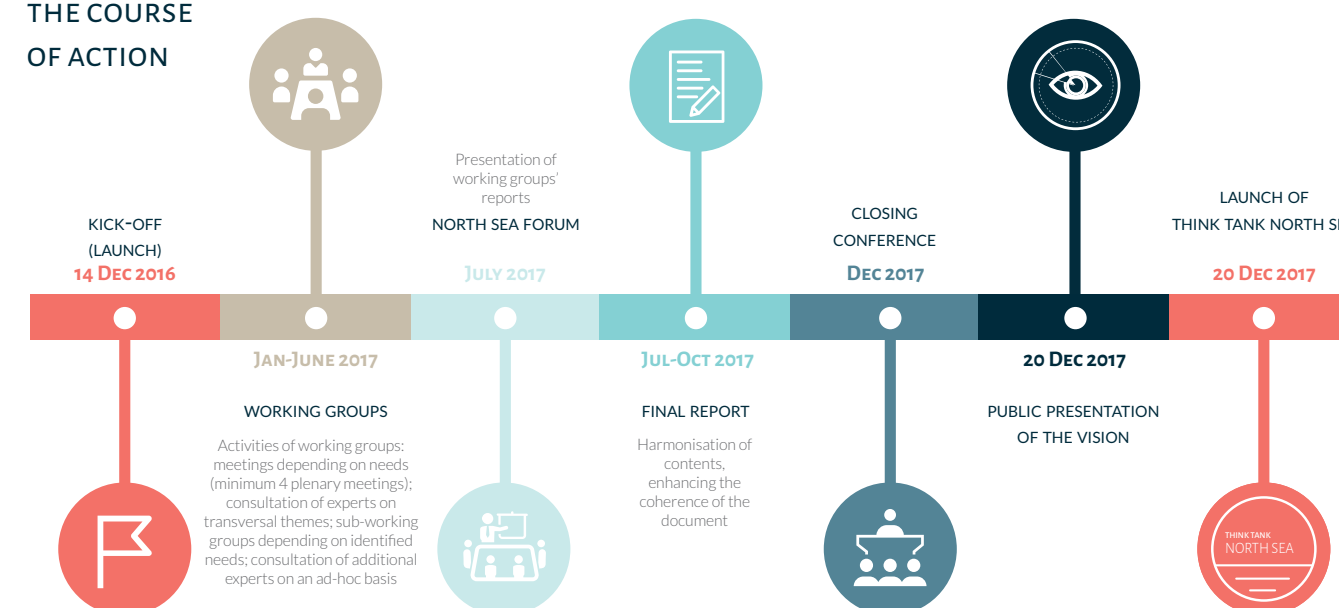 THE COURSE
OF ACTION
KICK-OFF
(LAUNCH)
14 Dec 2016
Jan-June 2017
WORKING GROUPS
Activities of working groups:
meetings depending on needs
(minimum 4 plenary meetings);
consultation of experts on
transversal themes; sub-working
groups depending on identified
needs; consultation of additional
experts on an ad-hoc basis
Presentation of
working groups'
reports
NORTH SEA FORUM
July 2017
Jul-Oct 2017
FINAL REPORT
Harmonisation of
contents,
enhancing the
coherence of the
document
CLOSING
CONFERENCE
Dec 2017
20 Dec 2017
PUBLIC PRESENTATION
OF THE VISION
LAUNCH OF
THINK TANK NORTH
20 Dec 2017
THINK TANK
NORTH SEA